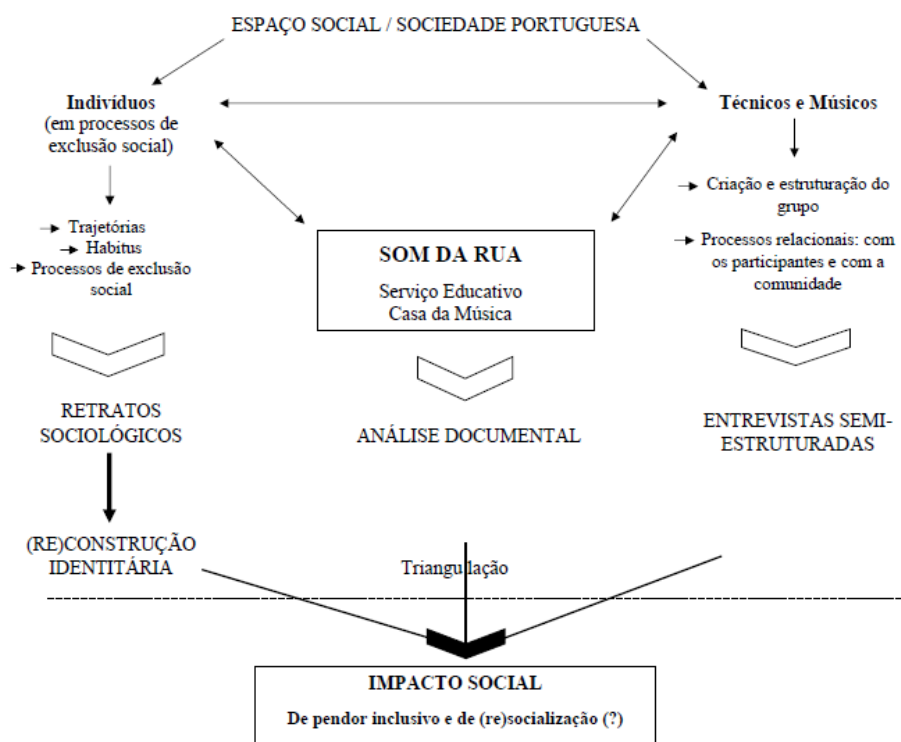 ESPAÇO SOCIAL / SOCIEDADE PORTUGUESA
Indivíduos
(em processos de
exclusão social)
Técnicos e Músicos
Trajetórias
Habitus
Processos de exclusão
social
SOM DA RUA
Serviço Educativo
Casa da Música
Criação e estruturação do
grupo
Processos relacionais: com
os participantes e com a
comunidade
RETRATOS
SOCIOLÓGICOS
ANÁLISE DOCUMENTAL
ENTREVISTAS SEMI-
ESTRUTURADAS
(RE)CONSTRUÇÃO
IDENTITÁRIA
Triangulação
IMPACTO SOCIAL
De pendor inclusivo e de (re)socialização (?)